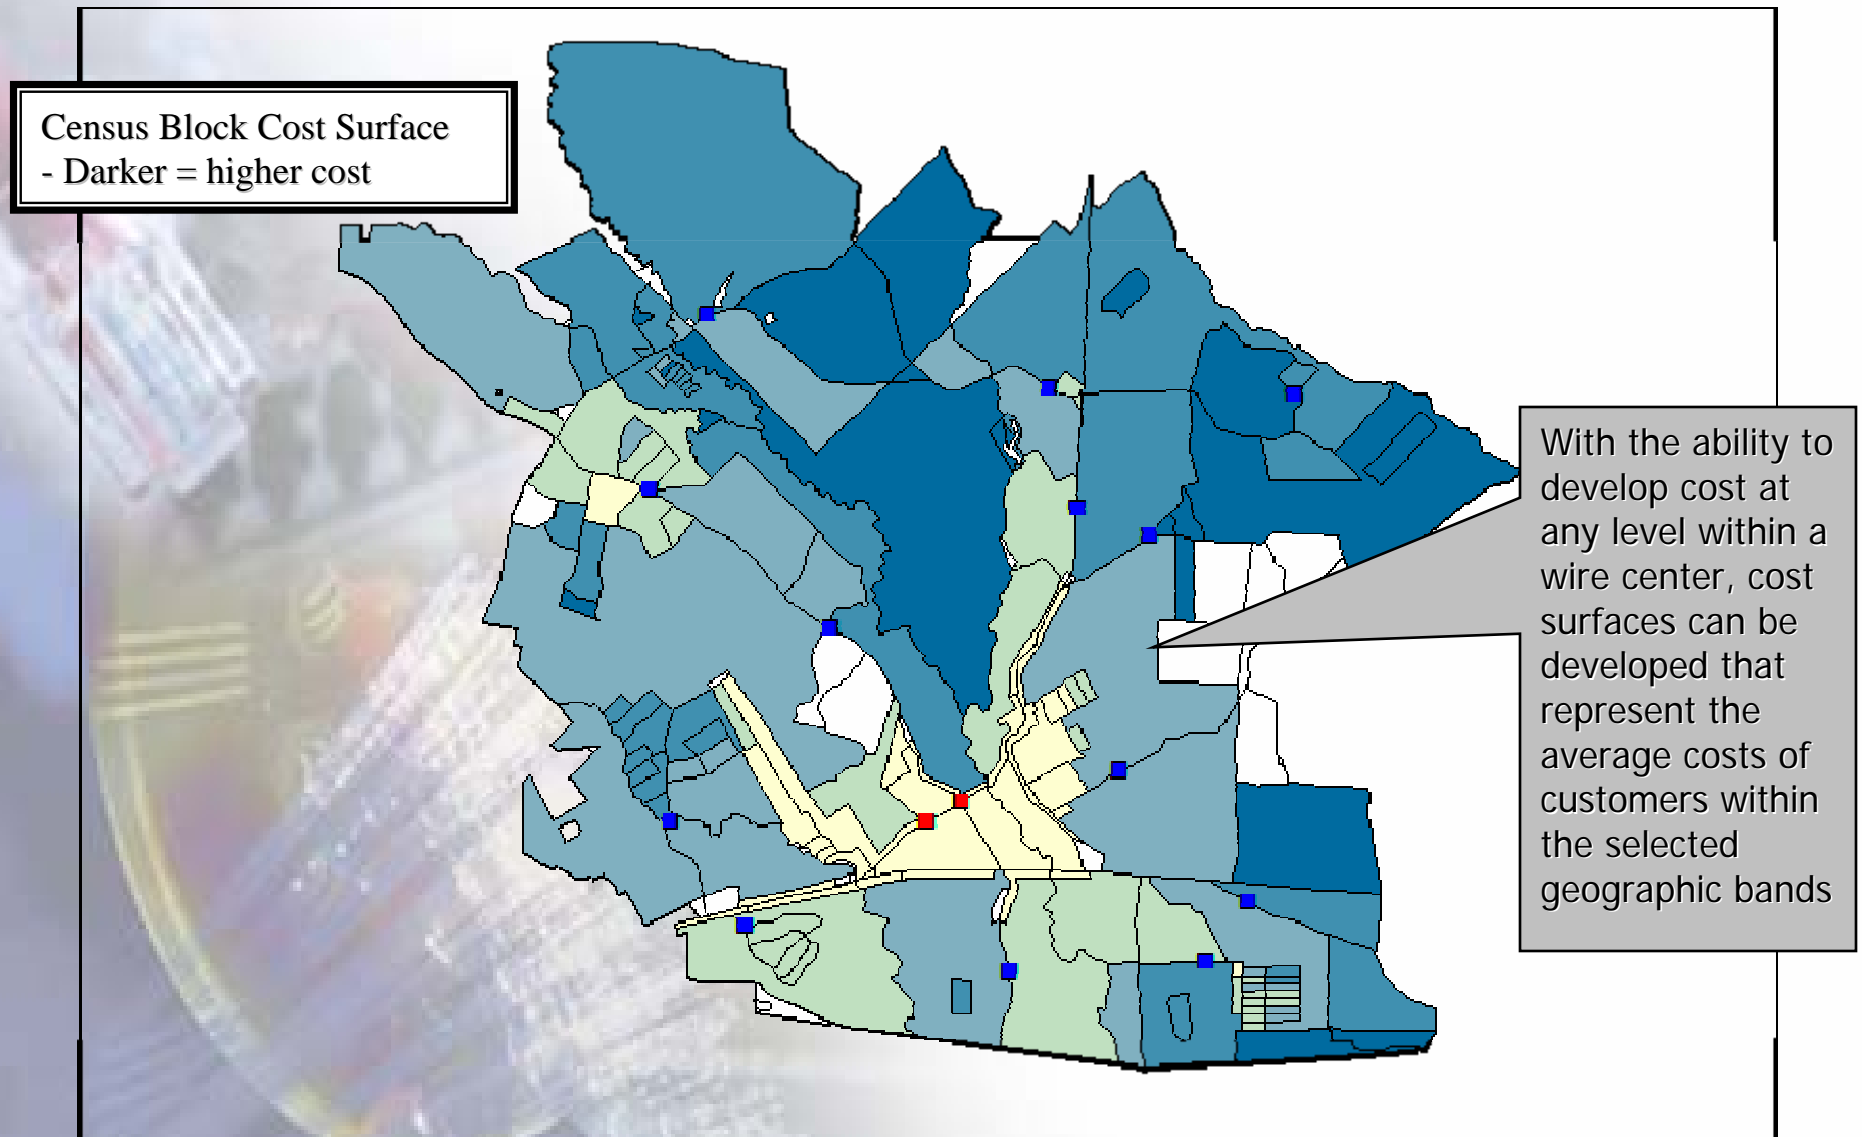 Census Block Cost Surface
- Darker = higher cost
With the ability to
develop cost at
any level within a
wire center, cost
surfaces can be
developed that
represent the
average costs of
customers within
the selected
geographic bands